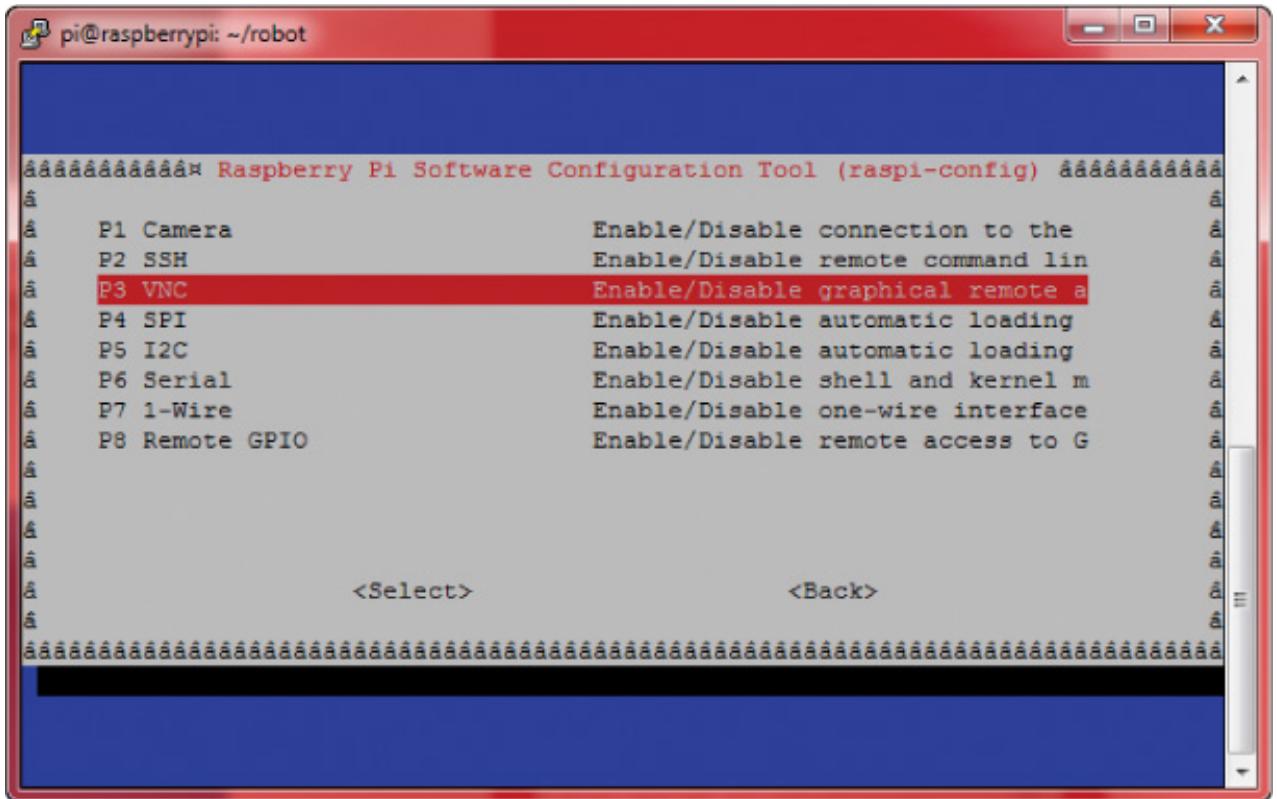 pi@raspberrypi: ~/robot
ââââââââââ¤ Raspberry Pi Software Configuration Tool (raspi-config) ââââââââââ
P1 Camera Enable/Disable connection to the
P2 SSH Enable/Disable remote command lin
P3 VNC Enable/Disable graphical remote a
P4 SPI Enable/Disable automatic loading
P5 I2C Enable/Disable automatic loading
P6 Serial Enable/Disable shell and kernel m
P7 1-Wire Enable/Disable one-wire interface
P8 Remote GPIO Enable/Disable remote access to G
<Select> <Back>